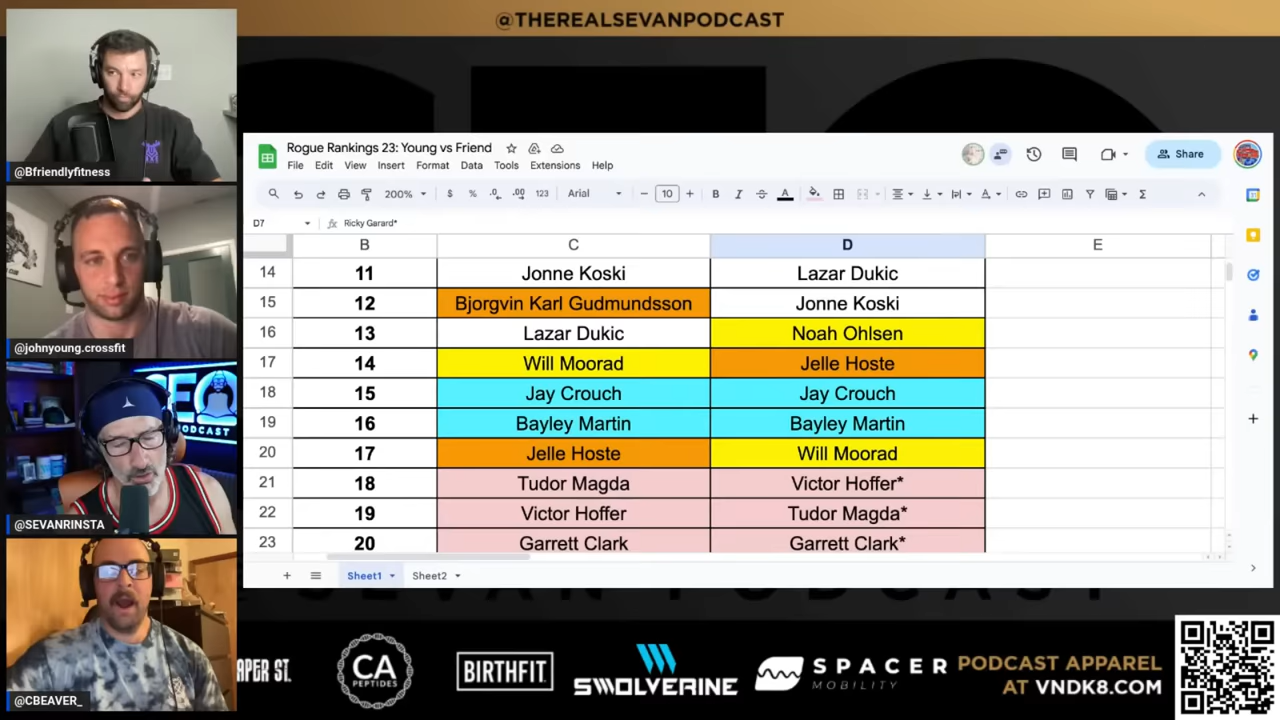 @THEREALSEVANPODCAST
@Bfriendlyfitness
@johnyoung.crossfit
@SEVANRINSTA
@CBEAVER_
Rogue Rankings 23: Young vs Friend
File Edit View Insert Format Data Tools Extensions Help
Share
200% $ % .0 .00 123 Arial 10 B I A
D7 fx Ricky Garard*
B C D E
14 11 Jonne Koski Lazar Dukic
15 12 Bjorgvin Karl Gudmundsson Jonne Koski
16 13 Lazar Dukic Noah Ohlsen
17 14 Will Moorad Jelle Hoste
18 15 Jay Crouch Jay Crouch
19 16 Bayley Martin Bayley Martin
20 17 Jelle Hoste Will Moorad
21 18 Tudor Magda Victor Hoffer*
22 19 Victor Hoffer Tudor Magda*
23 20 Garrett Clark Garrett Clark*
Sheet1 Sheet2
E SEVAN PODCAST
APER ST.
CA
PEPTIDES
BIRTHFIT
SWOLVERINE
SPACER
MOBILITY
PODCAST APPAREL
AT VNDK8.COM